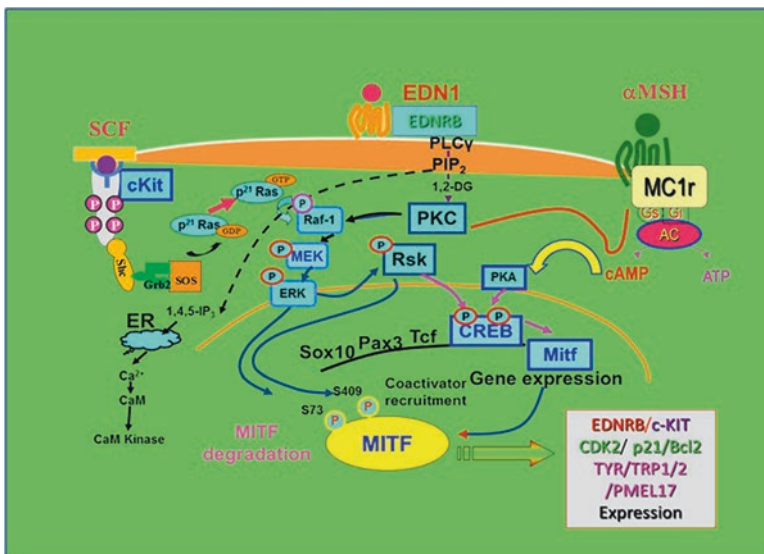 EDN1
αMSH
SCF
EDNRB
PLCγ
PIP2
cKit
MC1r
P P
P P
p21 Ras
GTP
1,2-DG
p21 Ras
GDP
P
Raf-1
PKC
Gs Gi
AC
Shc
Grb2
SOS
P
MEK
P
Rsk
PKA
cAMP
ATP
P
ERK
1,4,5-IP3
ER
P P
CREB
Sox10 Pax3 Tcf
Mitf
Ca2+
CaM
CaM Kinase
Gene expression
S409
Coactivator
recruitment
S73
P P
MITF
degradation
MITF
EDNRB/c-KIT
CDK2/ p21/Bcl2
TYR/TRP1/2
/PMEL17
Expression